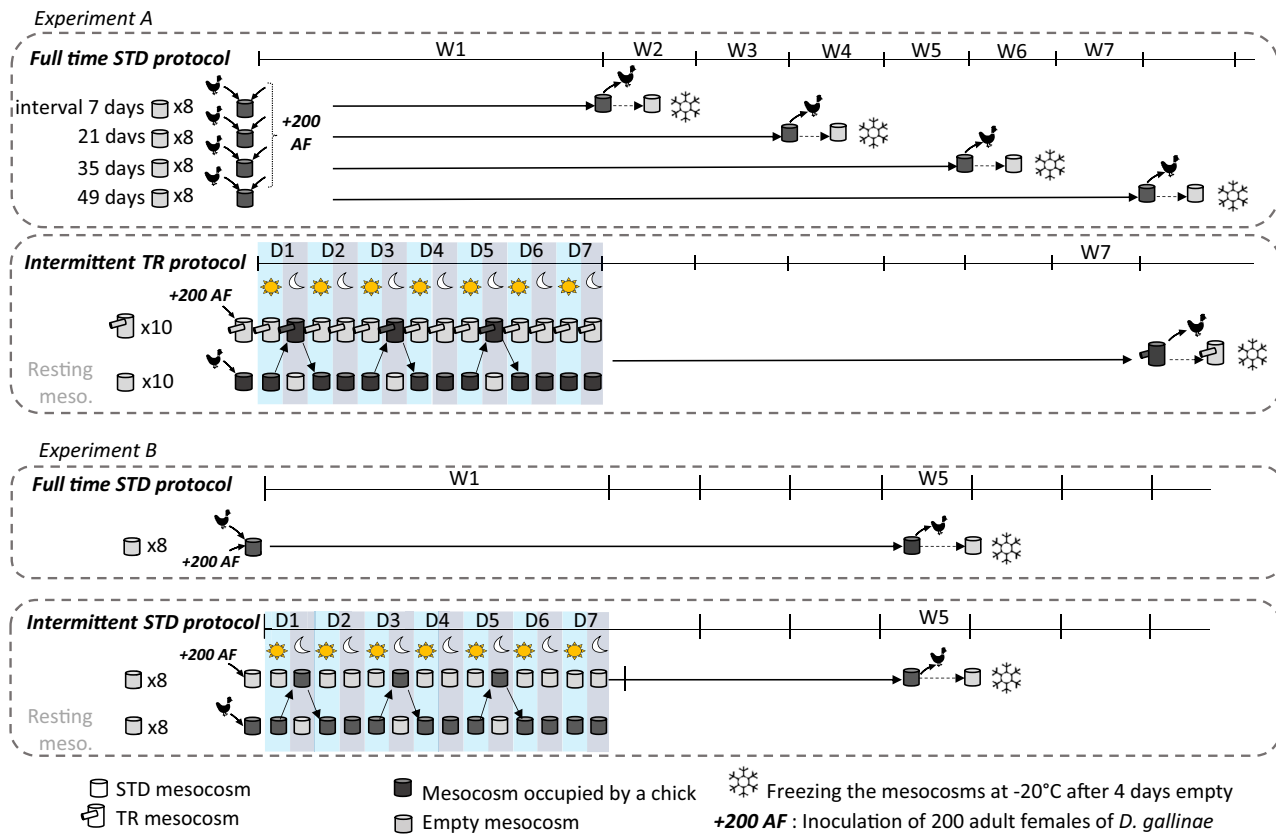 Experiment A
Full time STD protocol
W1 W2 W3 W4 W5 W6 W7
interval 7 days x8
21 days x8
35 days x8
49 days x8
+200
AF
Intermittent TR protocol
D1 D2 D3 D4 D5 D6 D7
W7
+200 AF
x10
Resting
meso.
x10
Experiment B
Full time STD protocol
W1 W5
x8
+200 AF
Intermittent STD protocol
D1 D2 D3 D4 D5 D6 D7
W5
+200 AF
x8
Resting
meso.
x8
STD mesocosm
TR mesocosm
Mesocosm occupied by a chick
Empty mesocosm
Freezing the mesocosms at -20°C after 4 days empty
+200 AF : Inoculation of 200 adult females of D. gallinae